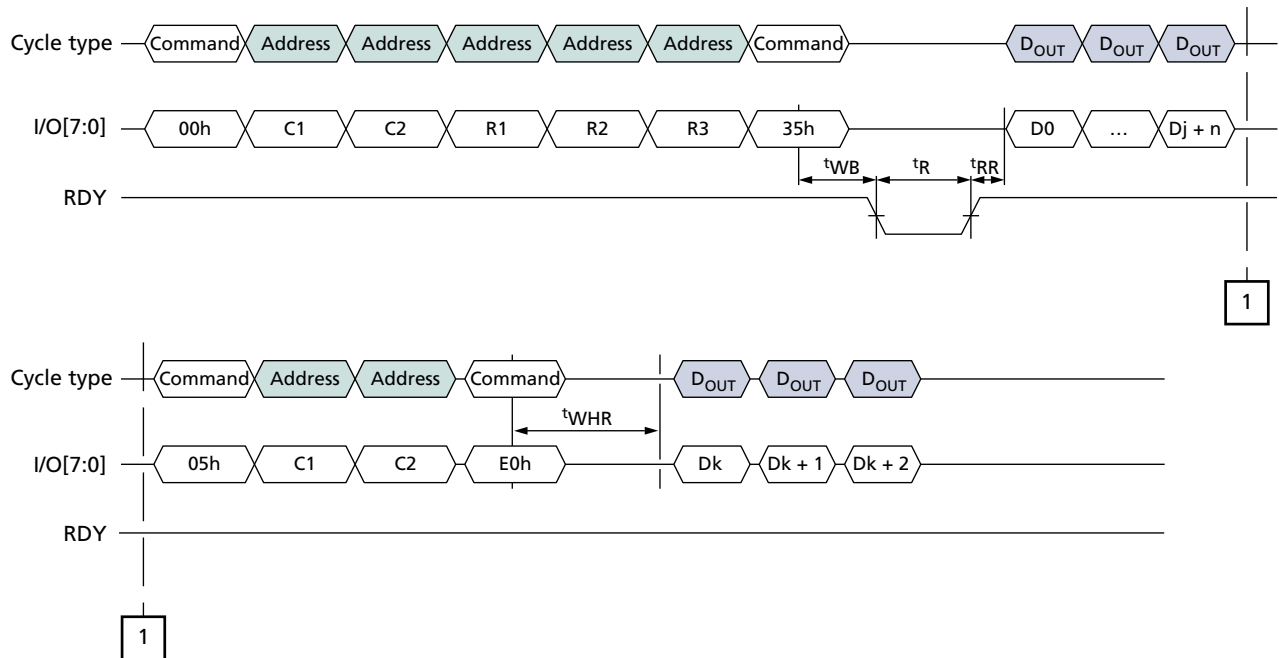 Cycle type Command Address Address Address Address Address Command DOUT DOUT DOUT
I/O[7:0] 00h C1 C2 R1 R2 R3 35h D0 … Dj + n
tWB tR tRR
RDY
1
Cycle type Command Address Address Command DOUT DOUT DOUT
tWHR
I/O[7:0] 05h C1 C2 E0h Dk Dk + 1 Dk + 2
RDY
1